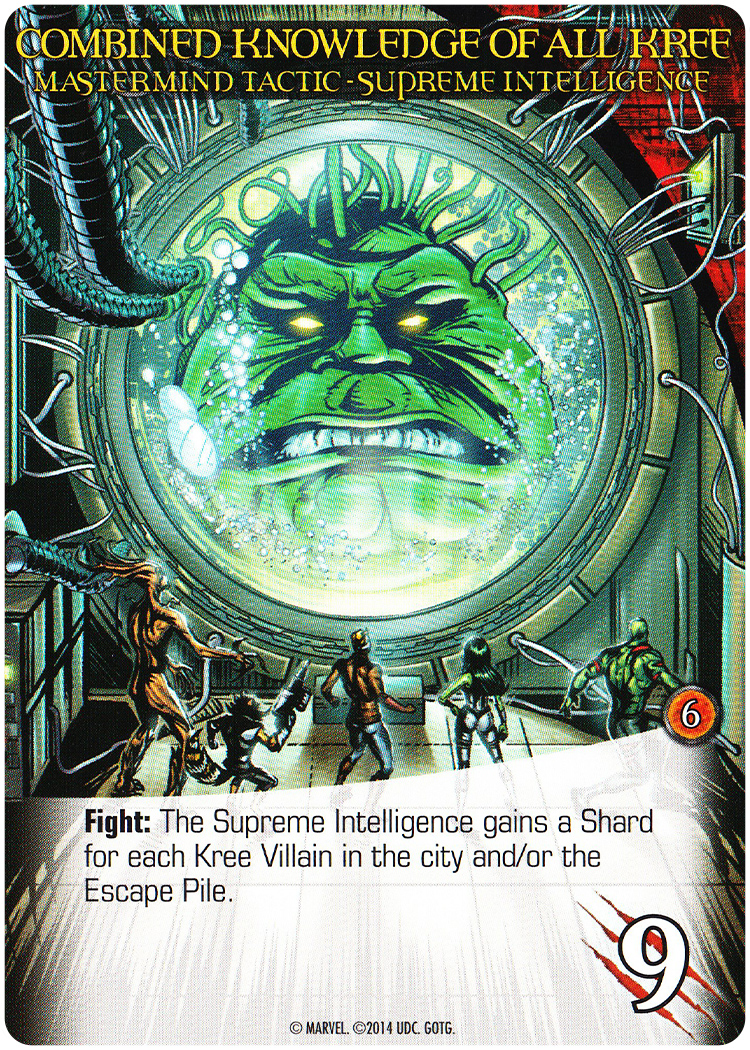 COMBINED KNOWLEDGE OF ALL KREE
MASTERMIND TACTIC - SUPREME INTELLIGENCE
6
Fight: The Supreme Intelligence gains a Shard
for each Kree Villain in the city and/or the
Escape Pile.
9
© MARVEL. ©2014 UDC. GOTG.